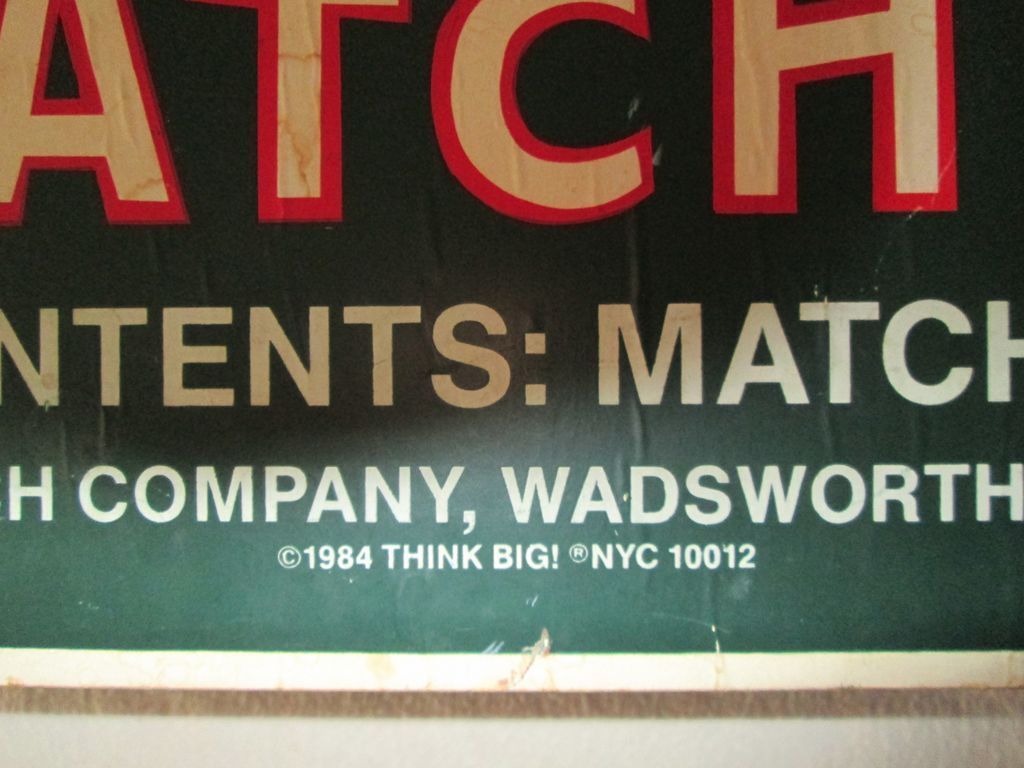 ATCH
NTENTS: MATCH
H COMPANY, WADSWORTH
©1984 THINK BIG! ®NYC 10012